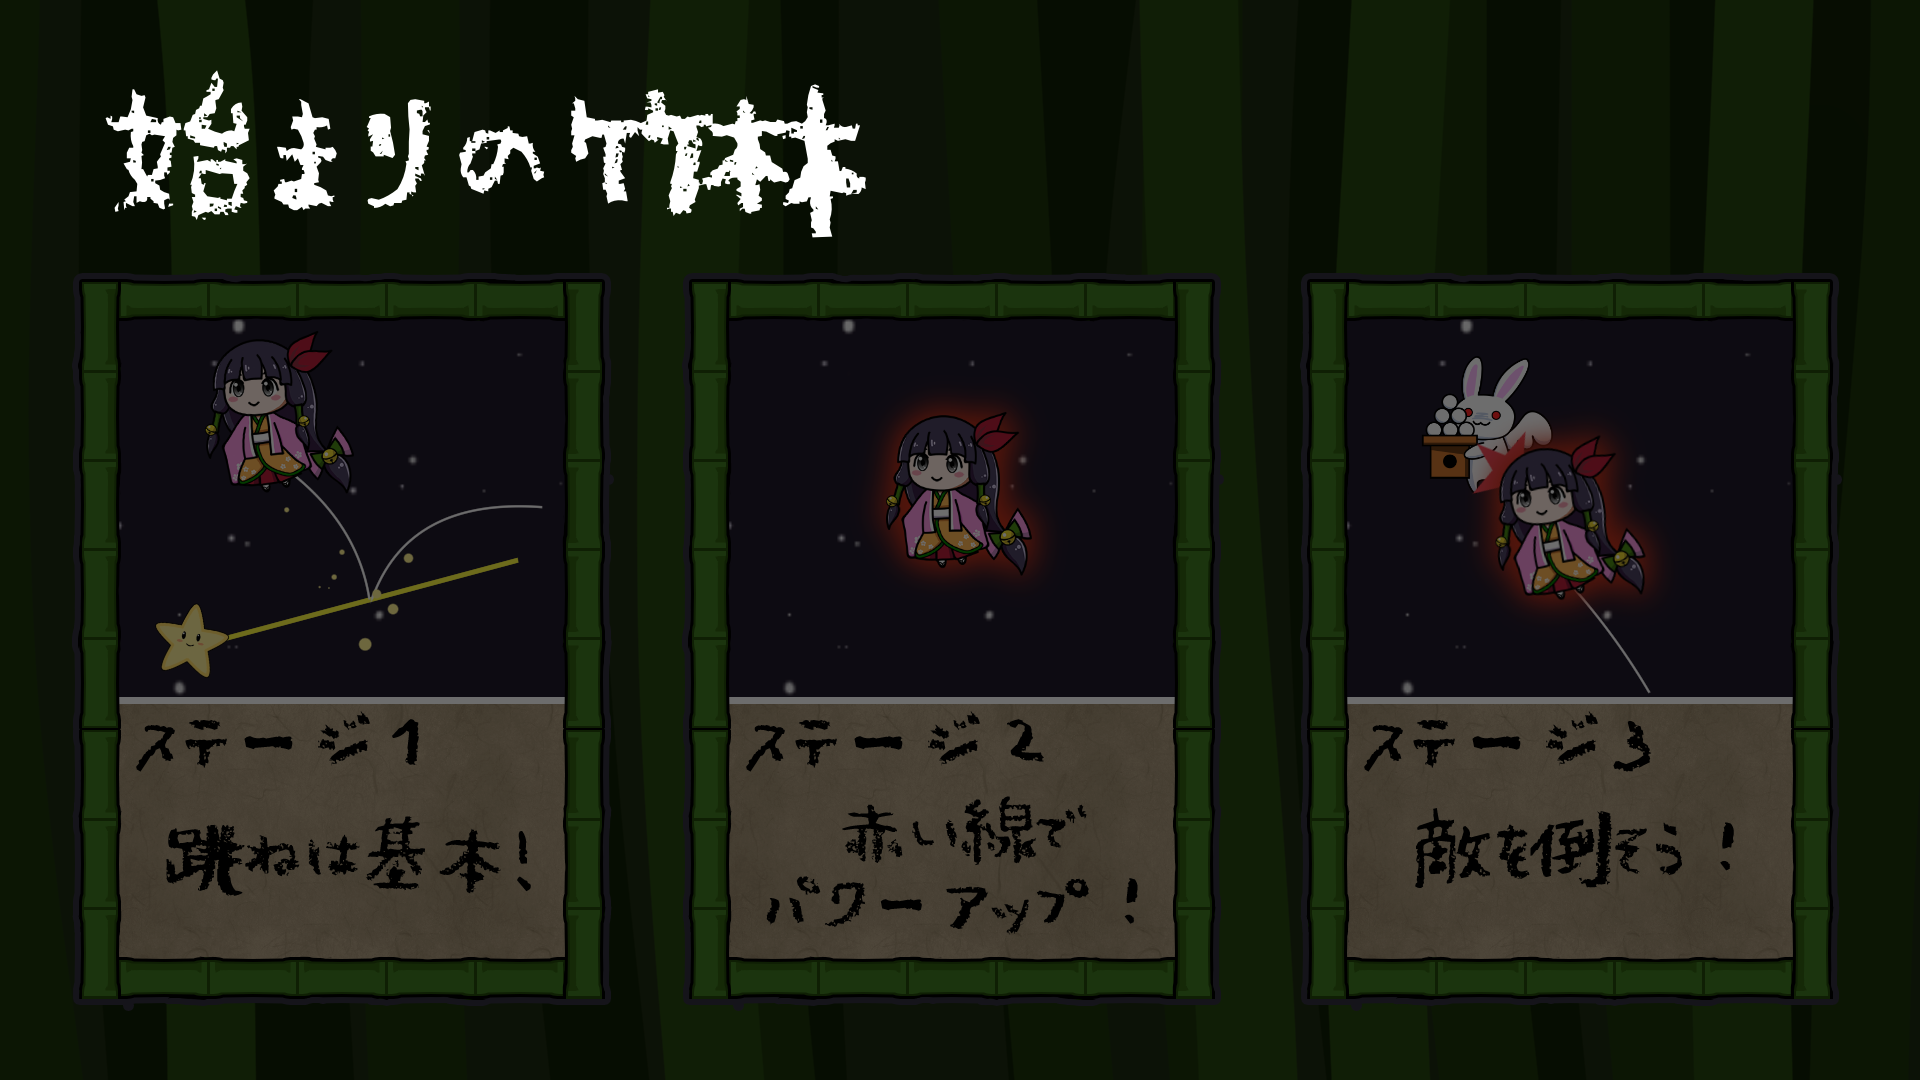 始まりの竹林
ステージ1
跳ねは基本!
ステージ2
赤い線で
パワーアップ!
ステージ3
敵を倒そう!